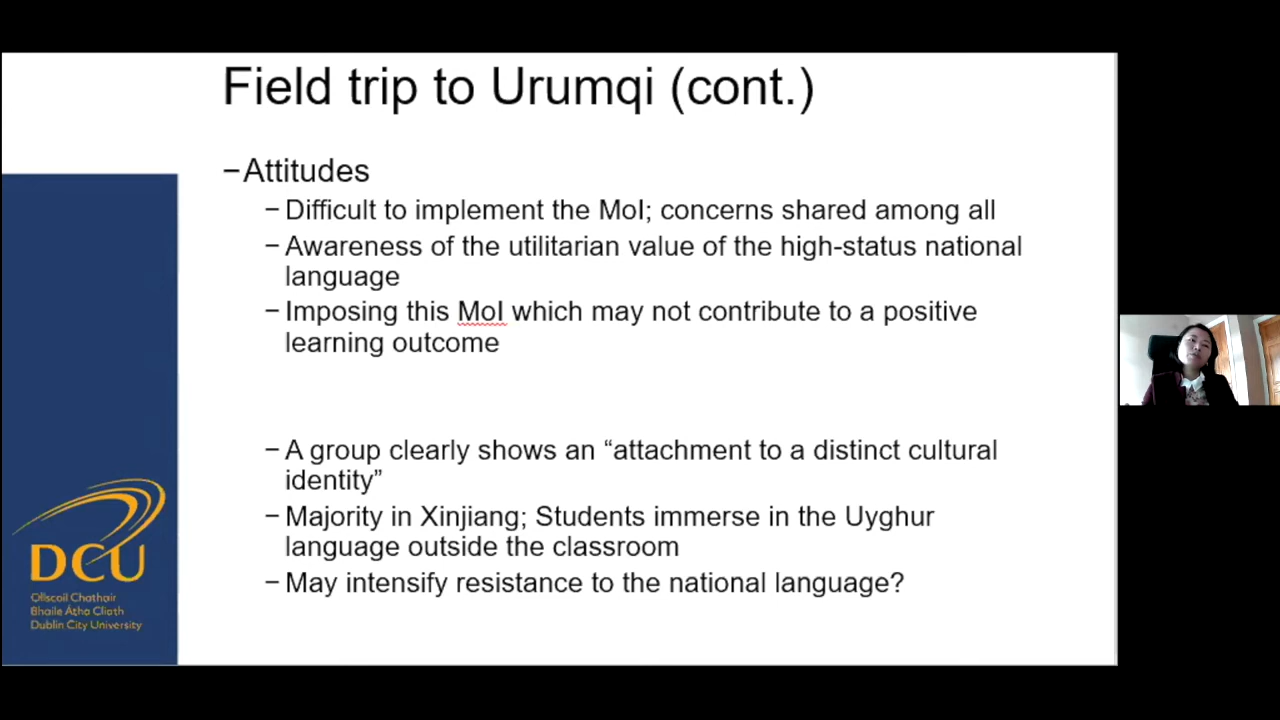 Field trip to Urumqi (cont.)
−Attitudes
− Difficult to implement the MoI; concerns shared among all
− Awareness of the utilitarian value of the high-status national
language
− Imposing this MoI which may not contribute to a positive
learning outcome
− A group clearly shows an “attachment to a distinct cultural
identity”
− Majority in Xinjiang; Students immerse in the Uyghur
language outside the classroom
− May intensify resistance to the national language?
DCU
Ollscoil Chathair
Bhaile Átha Cliath
Dublin City University